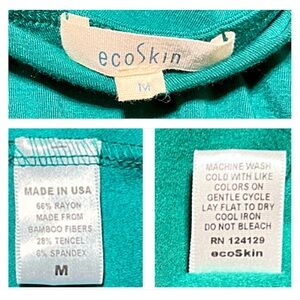 ecoSkin
M
MADE IN USA
66% RAYON
MADE FROM
BAMBOO FIBERS
28% TENCEL
6% SPANDEX
M
MACHINE WASH
COLD WITH LIKE
COLORS ON
GENTLE CYCLE
LAY FLAT TO DRY
COOL IRON
DO NOT BLEACH
RN 124129
ecoSkin